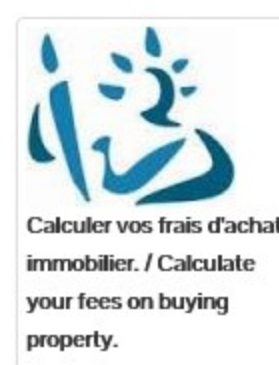 Calculer vos frais d'achat
immobilier. / Calculate
your fees on buying
property.